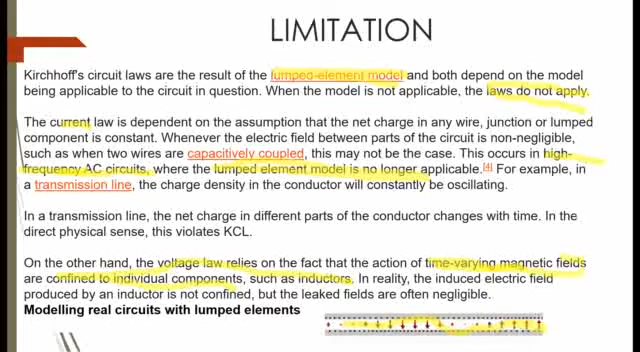 LIMITATION
Kirchhoff's circuit laws are the result of the lumped-element model and both depend on the model
being applicable to the circuit in question. When the model is not applicable, the laws do not apply.
The current law is dependent on the assumption that the net charge in any wire, junction or lumped
component is constant. Whenever the electric field between parts of the circuit is non-negligible,
such as when two wires are capacitively coupled, this may not be the case. This occurs in high-
frequency AC circuits, where the lumped element model is no longer applicable.[4] For example, in
a transmission line, the charge density in the conductor will constantly be oscillating.
In a transmission line, the net charge in different parts of the conductor changes with time. In the
direct physical sense, this violates KCL.
On the other hand, the voltage law relies on the fact that the action of time-varying magnetic fields
are confined to individual components, such as inductors. In reality, the induced electric field
produced by an inductor is not confined, but the leaked fields are often negligible.
Modelling real circuits with lumped elements